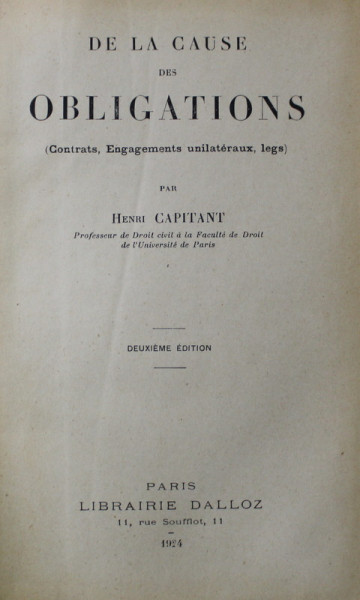 DE LA CAUSE
DES
OBLIGATIONS
(Contrats, Engagements unilatéraux, legs)
PAR
HENRI CAPITANT
Professeur de Droit civil à la Faculté de Droit
de l'Université de Paris
DEUXIÈME ÉDITION
PARIS
LIBRAIRIE DALLOZ
11, rue Soufflot, 11
1924